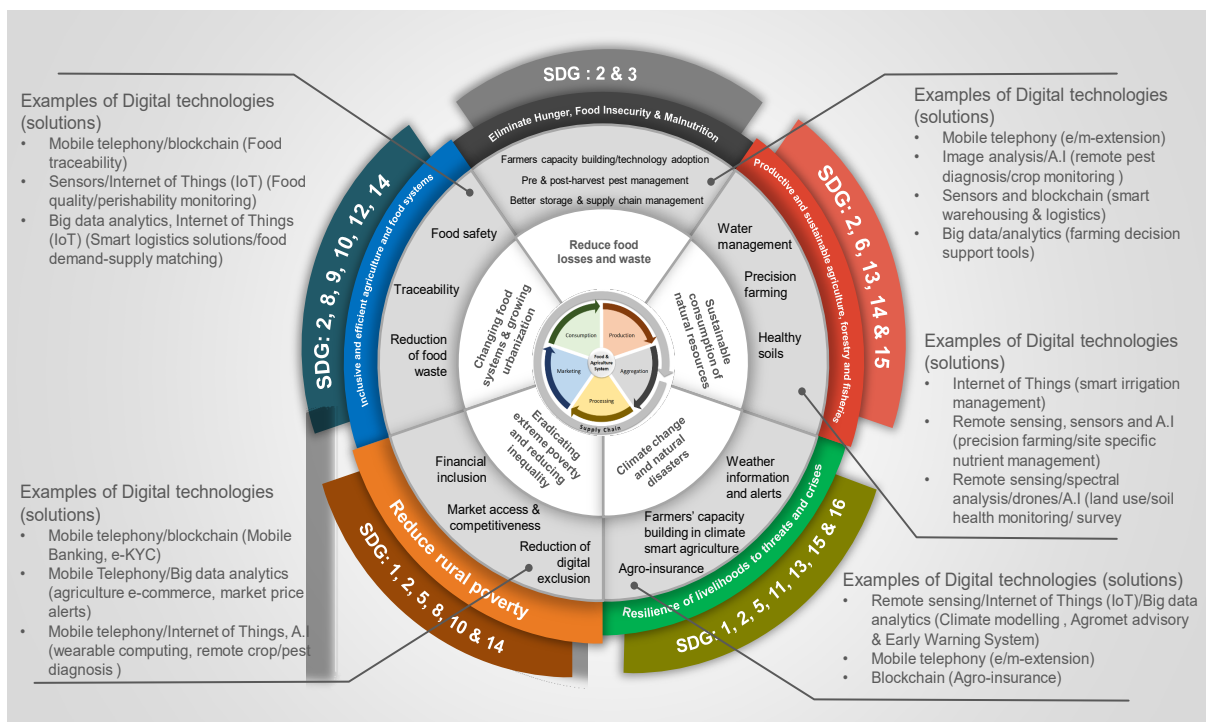 SDG : 2 & 3
Eliminate Hunger, Food Insecurity & Malnutrition
Farmers capacity building/technology adoption
Pre & post-harvest pest management
Better storage & supply chain management
Reduce food
losses and waste
Examples of Digital technologies
(solutions)
• Mobile telephony/blockchain (Food
traceability)
• Sensors/Internet of Things (IoT) (Food
quality/perishability monitoring)
• Big data analytics, Internet of Things
(IoT) (Smart logistics solutions/food
demand-supply matching)
SDG: 2, 8, 9, 10, 12, 14
Inclusive and efficient agriculture and food systems
Food safety
Traceability
Reduction
of food
waste
Changing food
systems & growing
urbanization
Examples of Digital technologies
(solutions)
• Mobile telephony (e/m-extension)
• Image analysis/A.I (remote pest
diagnosis/crop monitoring )
• Sensors and blockchain (smart
warehousing & logistics)
• Big data/analytics (farming decision
support tools)
SDG: 2, 6, 13, 14 & 15
Productive and sustainable agriculture, forestry and fisheries
Water
management
Precision
farming
Healthy
soils
Sustainable
consumption of
natural resources
Consumption
Production
Food &
Agriculture
System
Marketing
Aggregation
Processing
Supply Chain
Examples of Digital technologies
(solutions)
• Internet of Things (smart irrigation
management)
• Remote sensing, sensors and A.I
(precision farming/site specific
nutrient management)
• Remote sensing/spectral
analysis/drones/A.I (land use/soil
health monitoring/ survey
Eradicating
extreme poverty
and reducing
inequality
Climate change
and natural
disasters
Financial
inclusion
Market access &
competitiveness
Reduction of
digital
exclusion
Reduce rural poverty
SDG: 1, 2, 5, 8, 10 & 14
Weather
information
and alerts
Farmers' capacity
building in climate
smart agriculture
Agro-insurance
Resilience of livelihoods to threats and crises
SDG: 1, 2, 5, 11, 13, 15 & 16
Examples of Digital technologies
(solutions)
• Mobile telephony/blockchain (Mobile
Banking, e-KYC)
• Mobile Telephony/Big data analytics
(agriculture e-commerce, market price
alerts)
• Mobile telephony/Internet of Things, A.I
(wearable computing, remote crop/pest
diagnosis )
Examples of Digital technologies (solutions)
• Remote sensing/Internet of Things (IoT)/Big data
analytics (Climate modelling , Agromet advisory
& Early Warning System)
• Mobile telephony (e/m-extension)
• Blockchain (Agro-insurance)